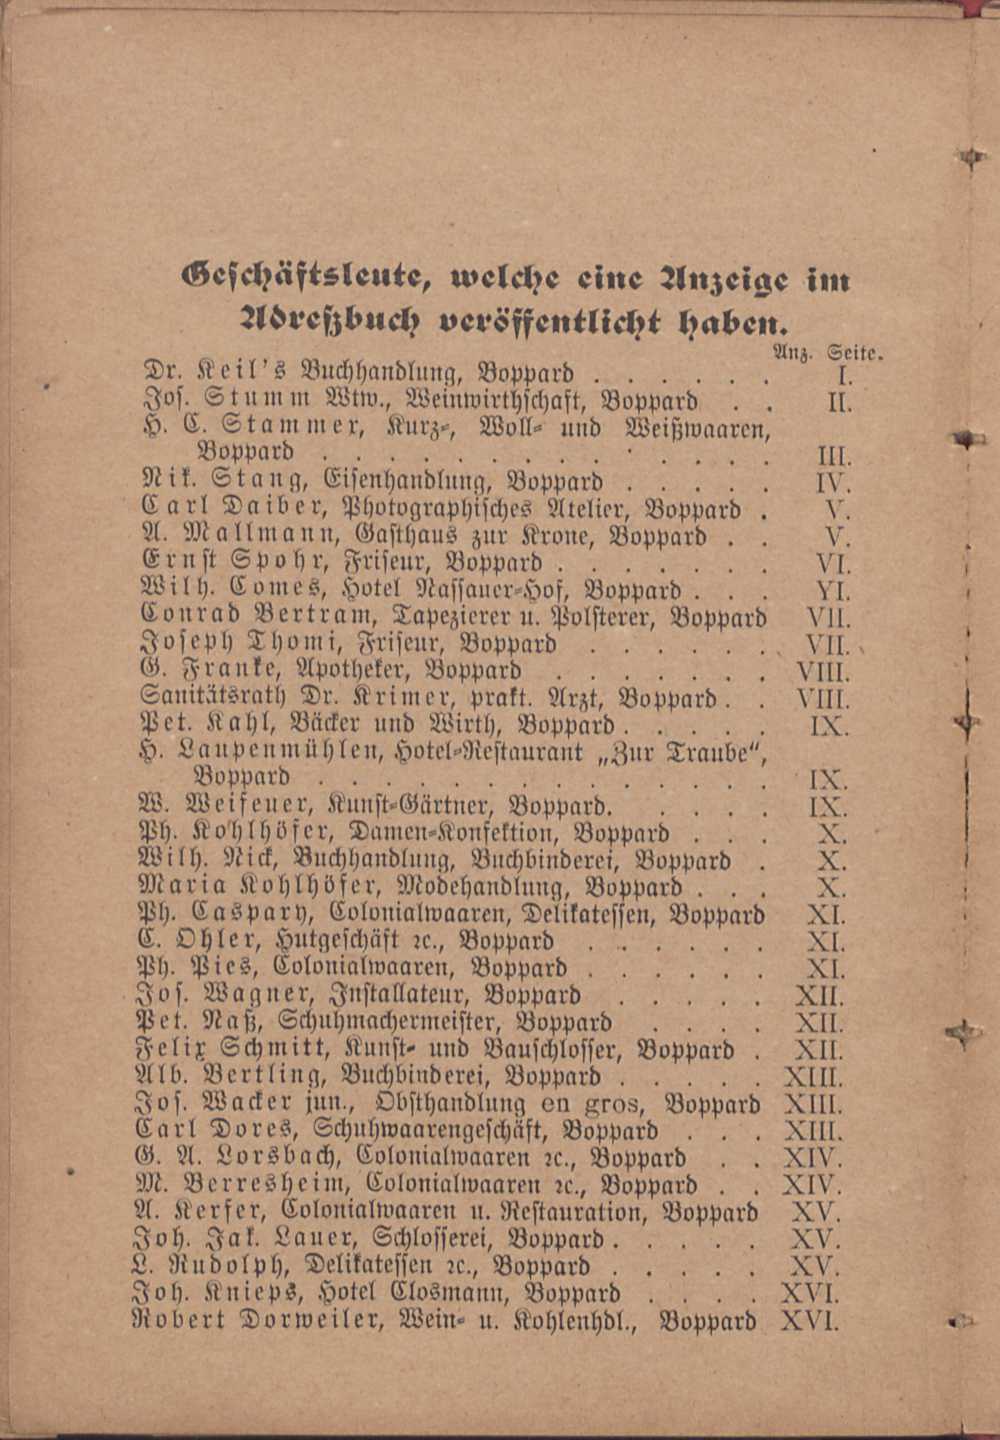 Geschäftsleute, welche eine Anzeige im
Adreßbuch veröffentlicht haben.
Anz. Seite.
Dr. Keil's Buchhandlung, Boppard . . . . . . I.
Jos. Stumm Wtw., Weinwirthschaft, Boppard . . II.
H. C. Stammer, Kurz-, Woll- und Weißwaaren,
Boppard . . . . . . . . . . . . . III.
Nik. Stang, Eisenhandlung, Boppard . . . . . IV.
Carl Daiber, Photographisches Atelier, Boppard . V.
A. Mallmann, Gasthaus zur Krone, Boppard . . V.
Ernst Spohr, Friseur, Boppard . . . . . . . VI.
Wilh. Comes, Hotel Nassauer-Hof, Boppard . . . YI.
Conrad Bertram, Tapezierer u. Polsterer, Boppard VII.
Joseph Thomi, Friseur, Boppard . . . . . . VII.
G. Franke, Apotheker, Boppard . . . . . . . VIII.
Sanitätsrath Dr. Krimer, prakt. Arzt, Boppard . . VIII.
Pet. Kahl, Bäcker und Wirth, Boppard . . . . . IX.
H. Laupenmühlen, Hotel-Restaurant „Zur Traube“,
Boppard . . . . . . . . . . . . . IX.
W. Weifener, Kunst-Gärtner, Boppard. . . . . IX.
Ph. Kohlhöfer, Damen-Konfektion, Boppard . . . X.
Wilh. Nick, Buchhandlung, Buchbinderei, Boppard . X.
Maria Kohlhöfer, Modehandlung, Boppard . . . X.
Ph. Caspary, Colonialwaaren, Delikatessen, Boppard XI.
C. Ohler, Hutgeschäft ꝛc., Boppard . . . . . . XI.
Ph. Pies, Colonialwaaren, Boppard . . . . . . XI.
Jos. Wagner, Installateur, Boppard . . . . . XII.
Pet. Naß, Schuhmachermeister, Boppard . . . . XII.
Felix Schmitt, Kunst- und Bauschlosser, Boppard . XII.
Alb. Bertling, Buchbinderei, Boppard . . . . . XIII.
Jos. Wacker jun., Obsthandlung en gros, Boppard XIII.
Carl Dores, Schuhwaarengeschäft, Boppard . . . XIII.
G. A. Lorsbach, Colonialwaaren ꝛc., Boppard . . XIV.
M. Berresheim, Colonialwaaren ꝛc., Boppard . . XIV.
A. Kerfer, Colonialwaaren u. Restauration, Boppard XV.
Joh. Jak. Lauer, Schlosserei, Boppard . . . . . XV.
L. Rudolph, Delikatessen ꝛc., Boppard . . . . . XV.
Joh. Knieps, Hotel Closmann, Boppard . . . . XVI.
Robert Dorweiler, Wein- u. Kohlenhdl., Boppard XVI.